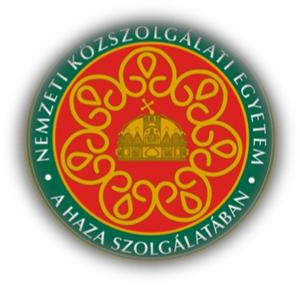 NEMZETI KÖZSZOLGÁLATI EGYETEM
• A HAZA SZOLGÁLATÁBAN •